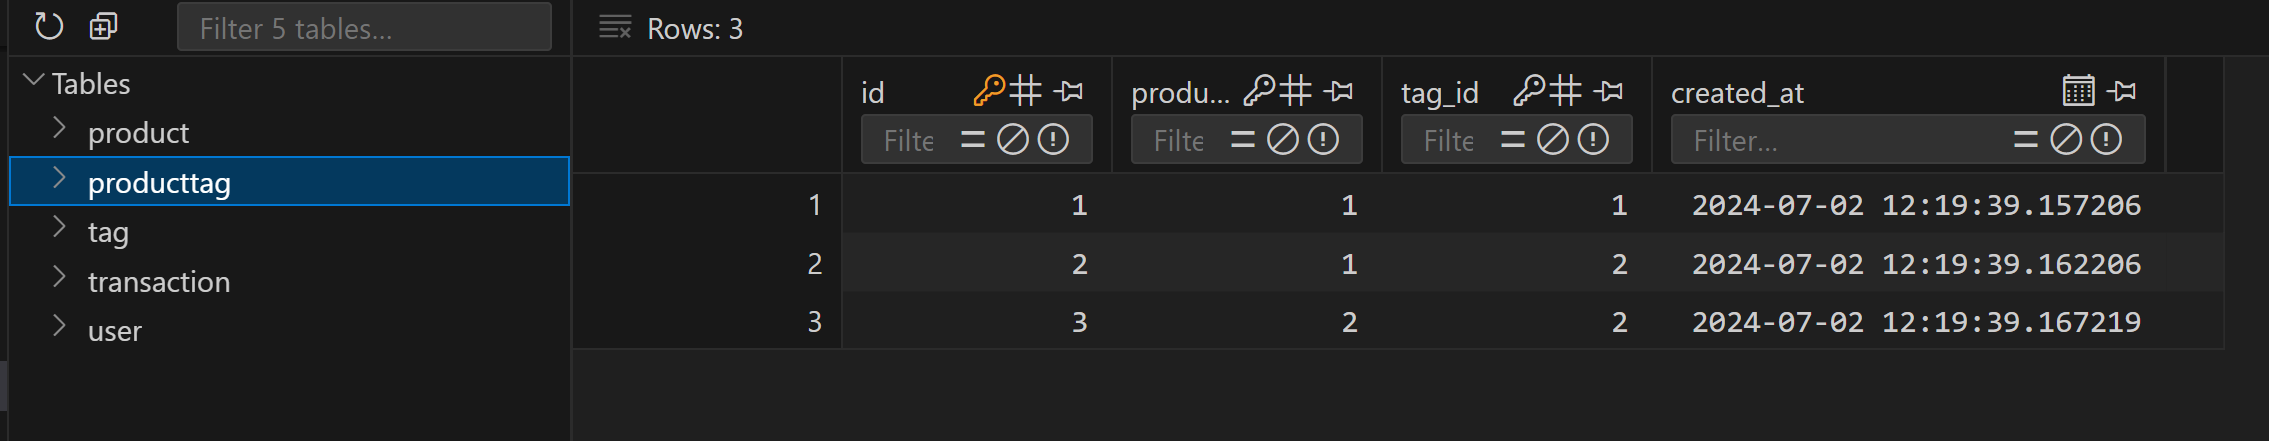 Filter 5 tables...
Rows: 3
Tables
product
producttag
tag
transaction
user
id produ... tag_id created_at
Filte Filte Filte Filter...
1 1 1 1 2024-07-02 12:19:39.157206
2 2 1 2 2024-07-02 12:19:39.162206
3 3 2 2 2024-07-02 12:19:39.167219